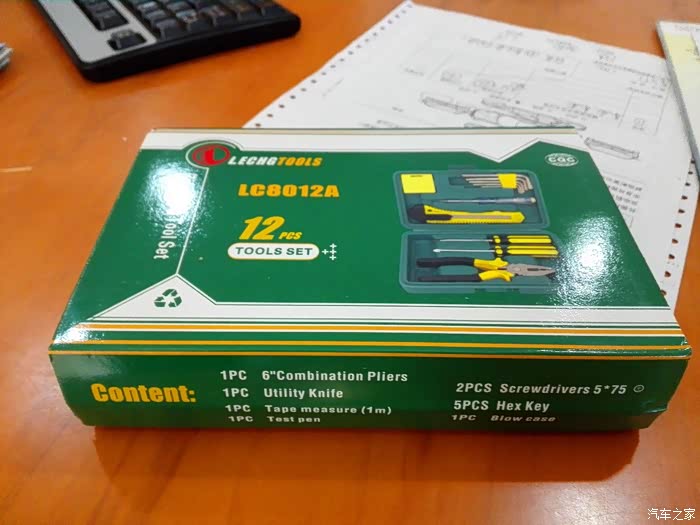 LECHGTOOLS
CQC
LC8012A
12 PCS
TOOLS SET
Tool Set
Content:
1PC 6"Combination Pliers
1PC Utility Knife
1PC Tape measure (1m)
1PC Test pen
2PCS Screwdrivers 5*75
5PCS Hex Key
1PC Blow case
汽车之家